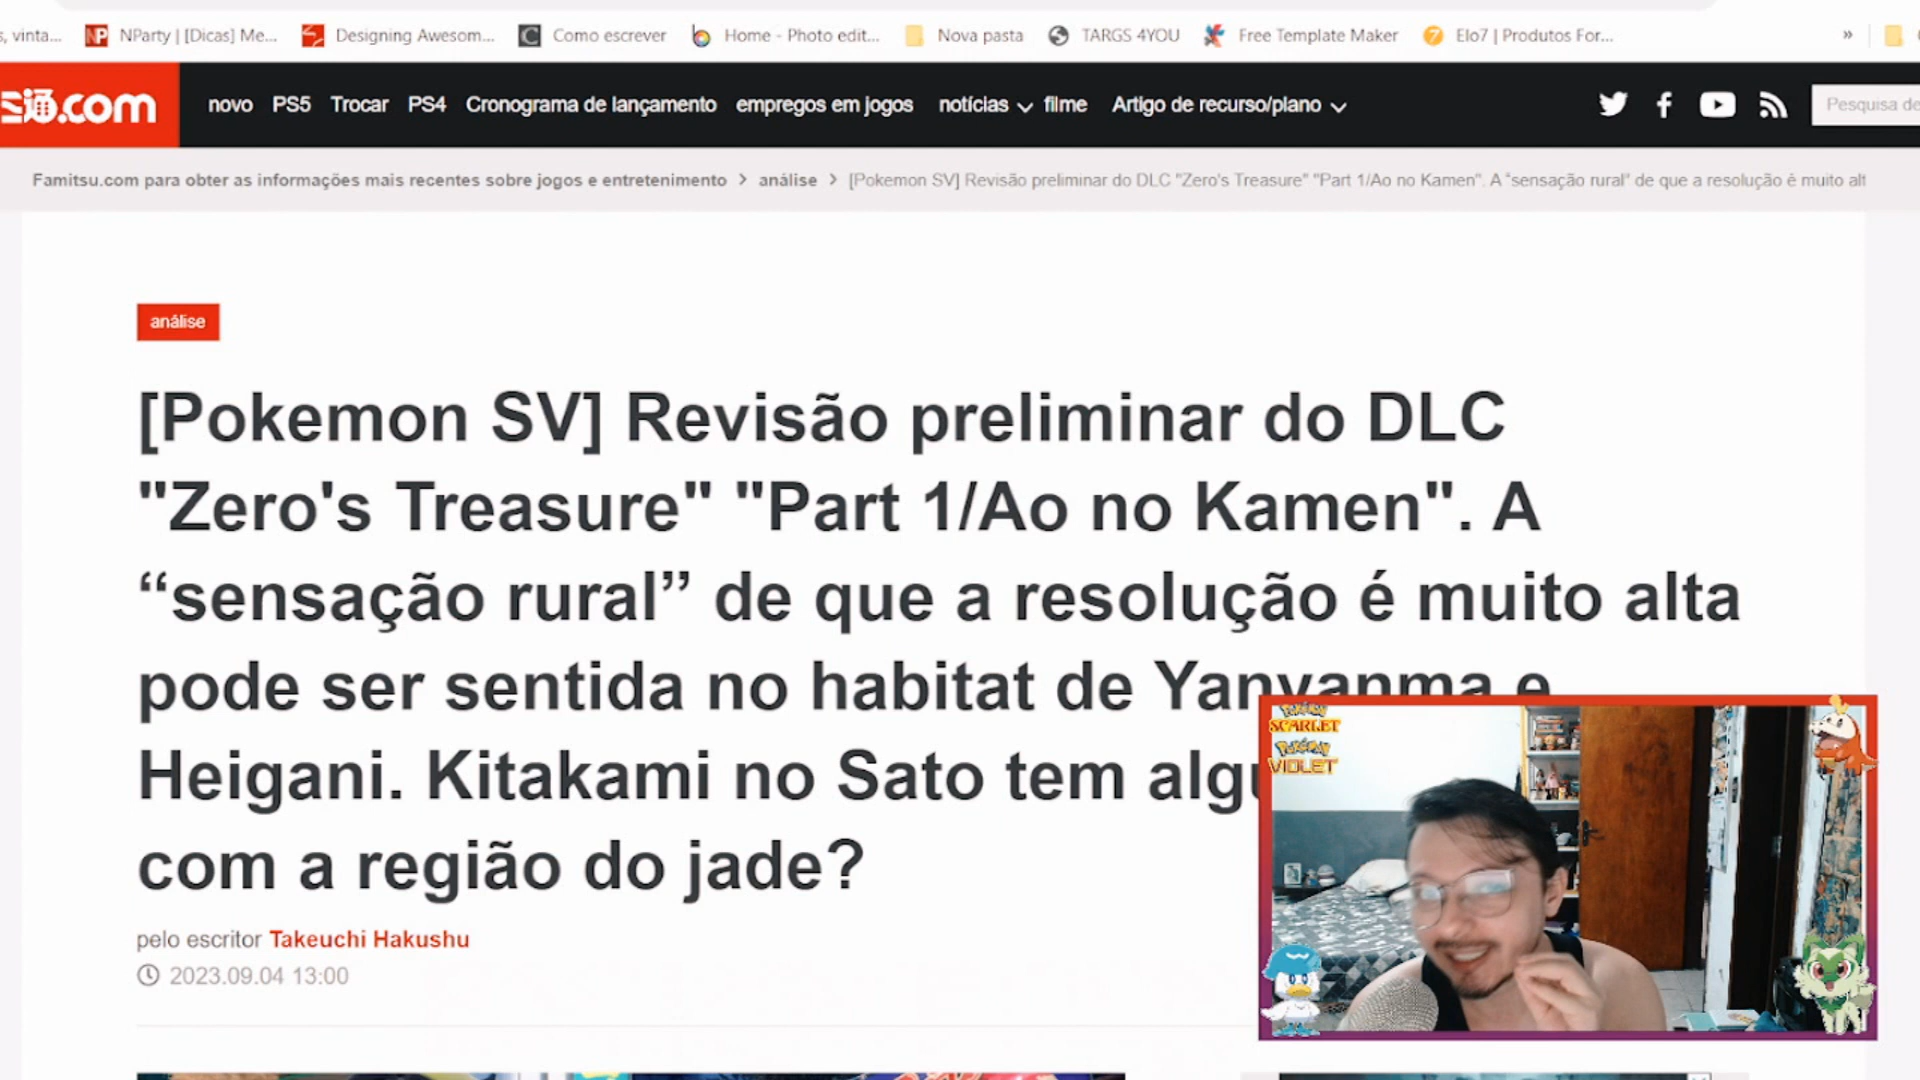 vinta...
NParty | [Dicas] Me...
Designing Awesom...
Como escrever
Home - Photo edit...
Nova pasta
TARGS 4YOU
Free Template Maker
Elo7 | Produtos For...
»
通.com
novo
PS5
Trocar
PS4
Cronograma de lançamento
empregos em jogos
notícias
filme
Artigo de recurso/plano
Pesquisa de
Famitsu.com para obter as informações mais recentes sobre jogos e entretenimento > análise > [Pokemon SV] Revisão preliminar do DLC "Zero's Treasure" "Part 1/Ao no Kamen". A "sensação rural" de que a resolução é muito alt
análise
[Pokemon SV] Revisão preliminar do DLC
"Zero's Treasure" "Part 1/Ao no Kamen". A
“sensação rural” de que a resolução é muito alta
pode ser sentida no habitat de Yanyanma e
Heigani. Kitakami no Sato tem algu
com a região do jade?
pelo escritor Takeuchi Hakushu
2023.09.04 13:00
POKÉMON
SCARLET
POKÉMON
VIOLET